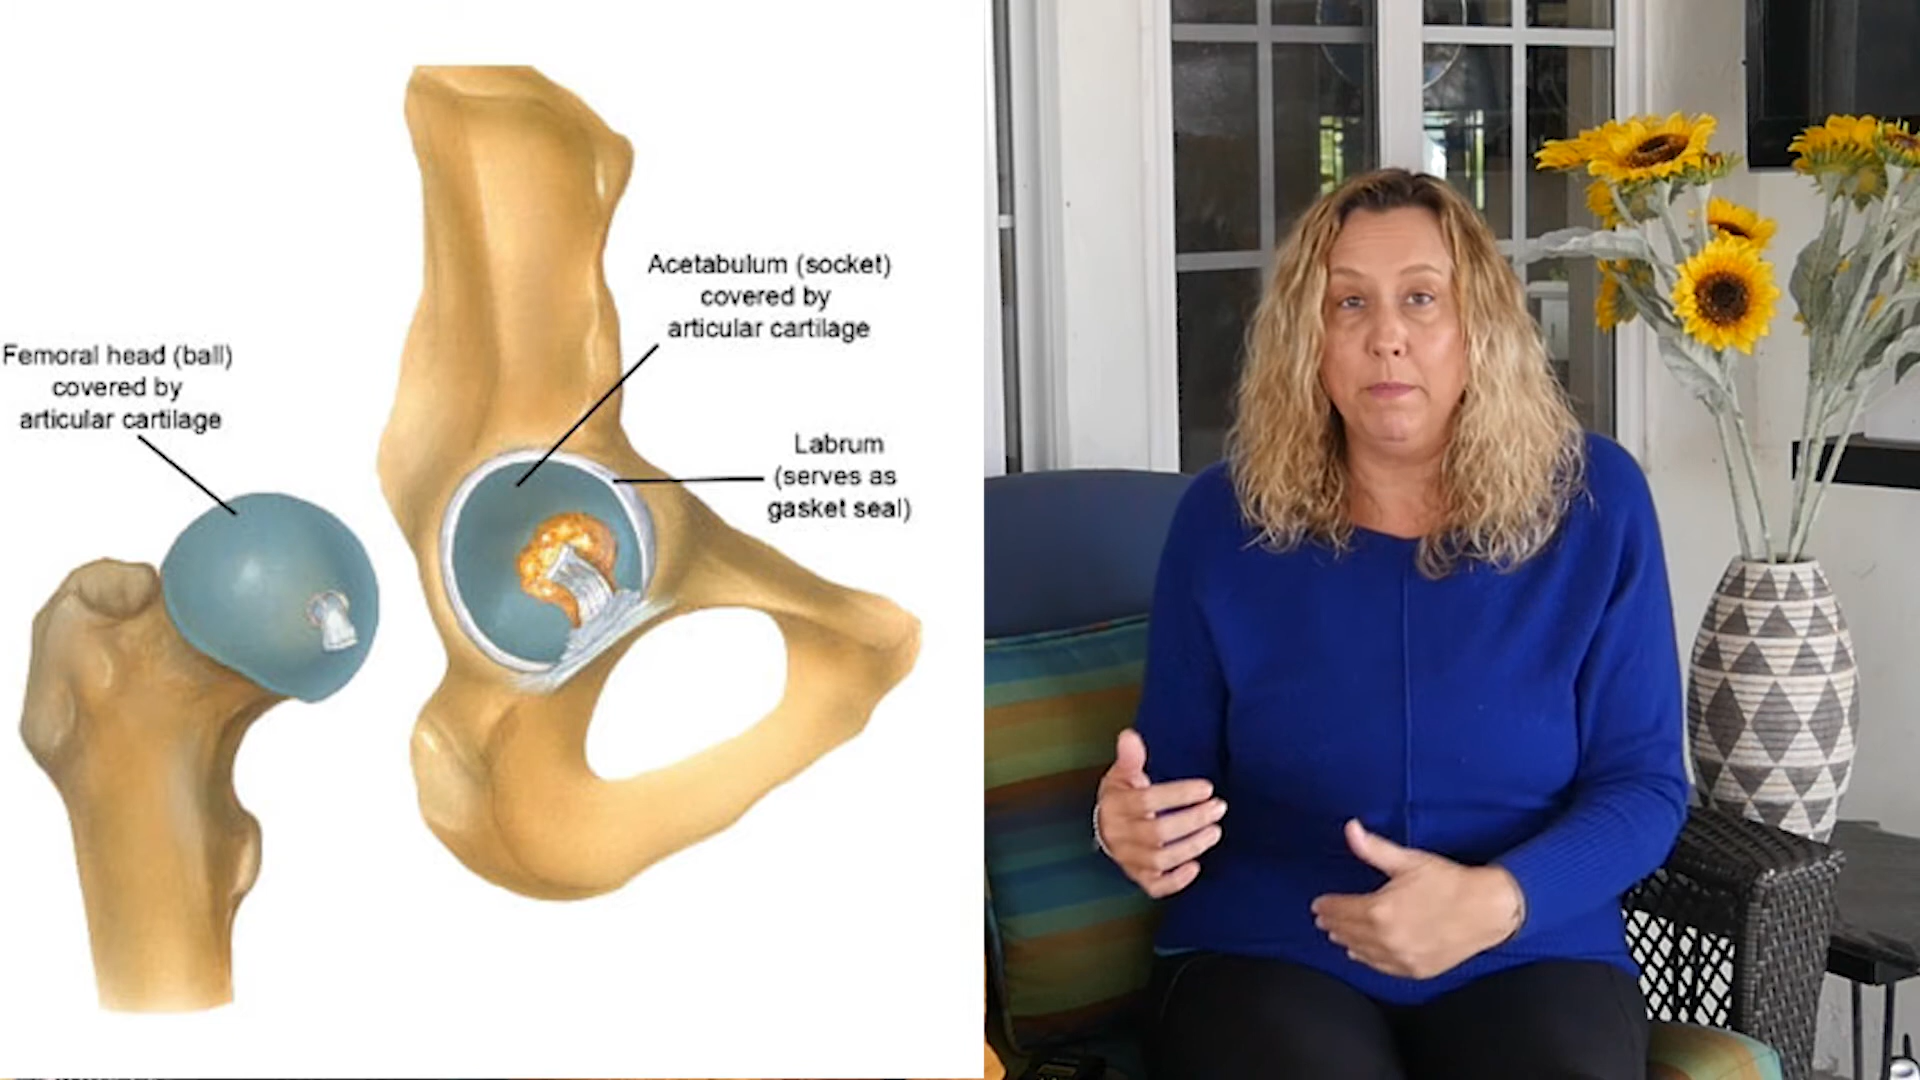 Acetabulum (socket)
covered by
articular cartilage
Femoral head (ball)
covered by
articular cartilage
Labrum
(serves as
gasket seal)